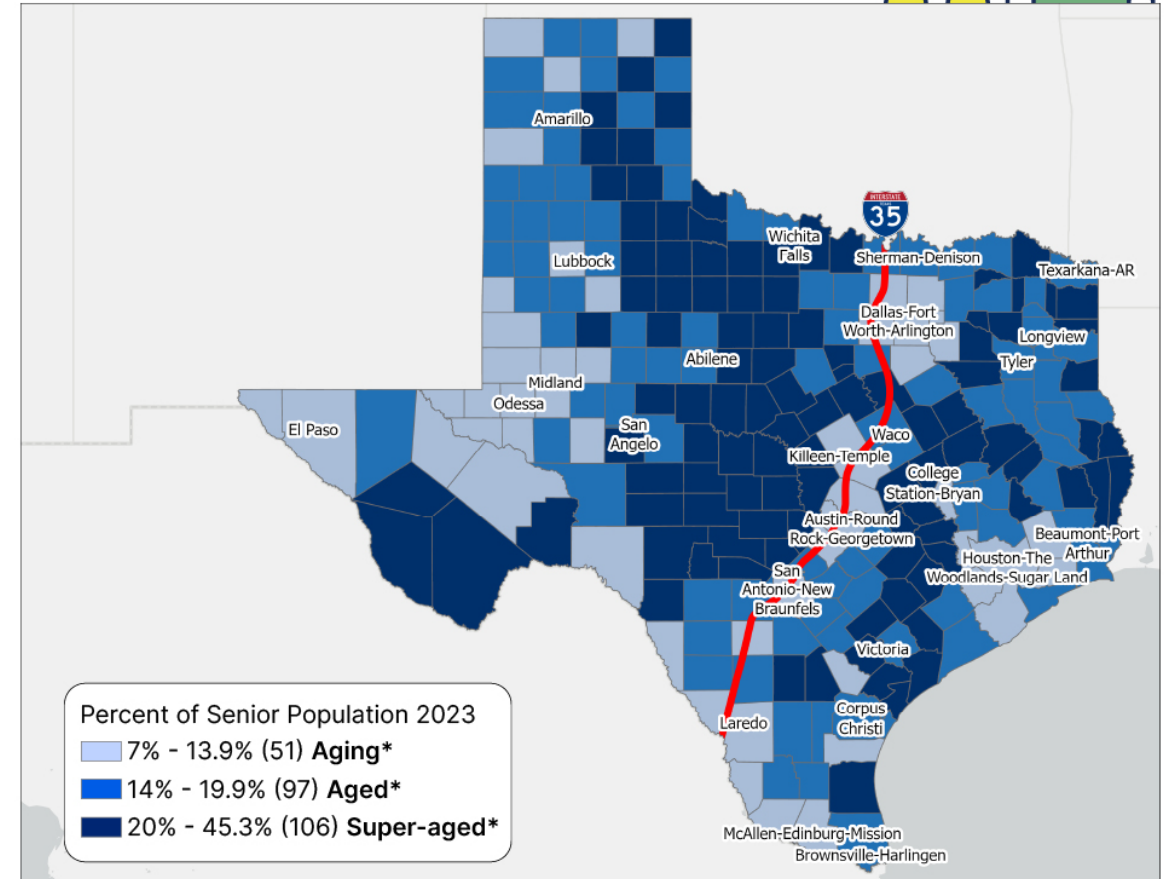 Amarillo
INTERSTATE
35
Wichita
Falls
Sherman-Denison
Lubbock
Texarkana-AR
Dallas-Fort
Worth-Arlington
Longview
Abilene
Tyler
Midland
Odessa
El Paso
San
Angelo
Waco
Killeen-Temple
College
Station-Bryan
Austin-Round
Rock-Georgetown
Beaumont-Port
Arthur
Houston-The
Woodlands-Sugar Land
San
Antonio-New
Braunfels
Victoria
Laredo
Corpus
Christi
McAllen-Edinburg-Mission
Brownsville-Harlingen
Percent of Senior Population 2023
7% - 13.9% (51) Aging*
14% - 19.9% (97) Aged*
20% - 45.3% (106) Super-aged*